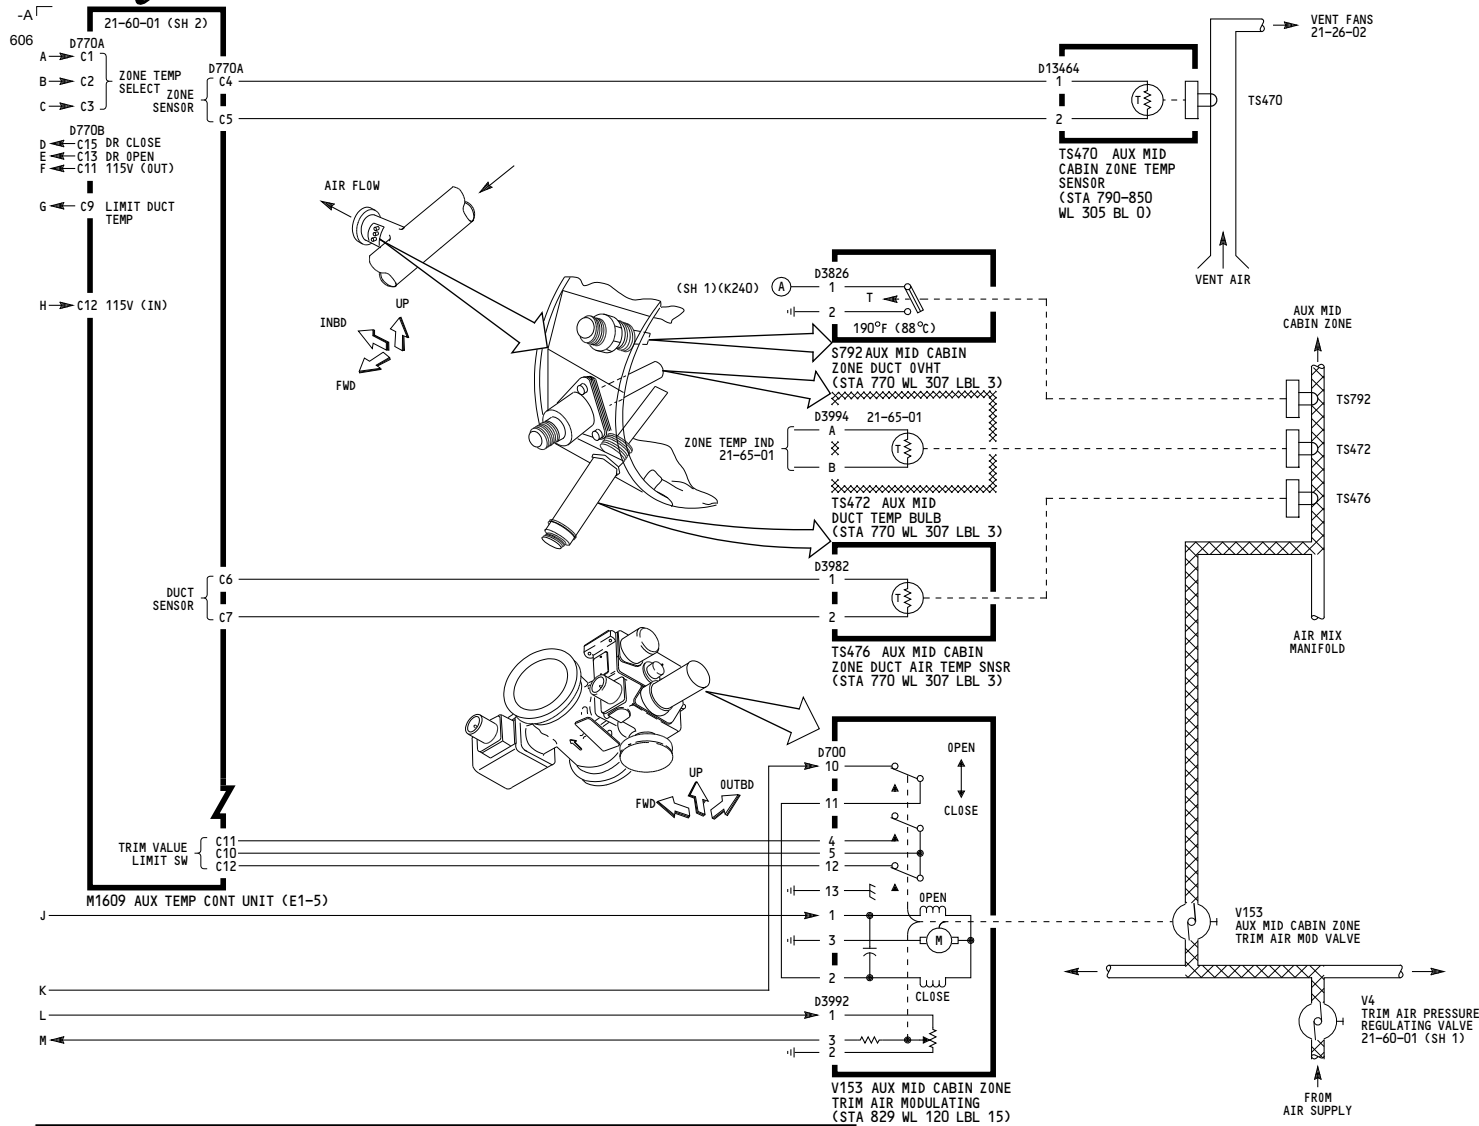 -A
606
21-60-01 (SH 2)
D770A
A C1
B C2
C C3
ZONE TEMP
SELECT
ZONE
SENSOR
D770A
C4
C5
D770B
D C15 DR CLOSE
E C13 DR OPEN
F C11 115V (OUT)
G C9 LIMIT DUCT
TEMP
H C12 115V (IN)
DUCT
SENSOR
C6
C7
TRIM VALUE
LIMIT SW
C11
C10
C12
M1609 AUX TEMP CONT UNIT (E1-5)
J
K
L
M
AIR FLOW
UP
INBD
FWD
D13464
1
2
T
TS470
TS470 AUX MID
CABIN ZONE TEMP
SENSOR
(STA 790-850
WL 305 BL 0)
VENT FANS
21-26-02
VENT AIR
(SH 1)(K240) A
D3826
1
2
T
190°F (88°C)
S792 AUX MID CABIN
ZONE DUCT OVHT
(STA 770 WL 307 LBL 3)
D3994 21-65-01
A
B
T
ZONE TEMP IND
21-65-01
TS472 AUX MID
DUCT TEMP BULB
(STA 770 WL 307 LBL 3)
D3982
1
2
T
TS476 AUX MID CABIN
ZONE DUCT AIR TEMP SNSR
(STA 770 WL 307 LBL 3)
AUX MID
CABIN ZONE
TS792
TS472
TS476
AIR MIX
MANIFOLD
UP
OUTBD
FWD
D700
10
11
4
5
12
13
1
3
2
OPEN
CLOSE
OPEN
M
CLOSE
D3992
1
3
2
V153 AUX MID CABIN ZONE
TRIM AIR MODULATING
(STA 829 WL 120 LBL 15)
V153
AUX MID CABIN ZONE
TRIM AIR MOD VALVE
V4
TRIM AIR PRESSURE
REGULATING VALVE
21-60-01 (SH 1)
FROM
AIR SUPPLY